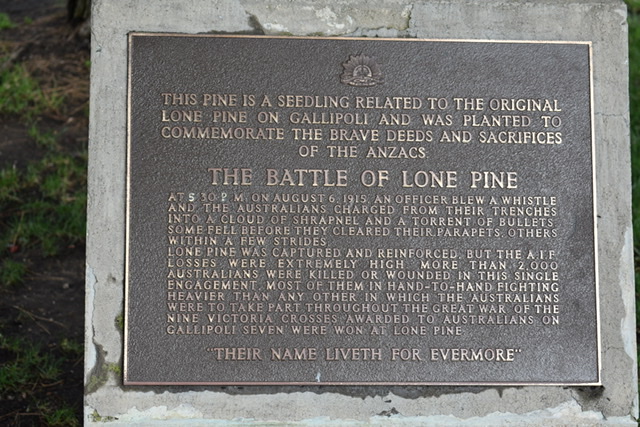 THIS PINE IS A SEEDLING RELATED TO THE ORIGINAL
LONE PINE ON GALLIPOLI AND WAS PLANTED TO
COMMEMORATE THE BRAVE DEEDS AND SACRIFICES
OF THE ANZACS
THE BATTLE OF LONE PINE
AT 5·30·P.M. ON AUGUST 6, 1915, AN OFFICER BLEW A WHISTLE
AND THE AUSTRALIANS CHARGED FROM THEIR TRENCHES
INTO A CLOUD OF SHRAPNEL AND A TORRENT OF BULLETS.
SOME FELL BEFORE THEY CLEARED THEIR PARAPETS, OTHERS
WITHIN A FEW STRIDES.
LONE PINE WAS CAPTURED AND REINFORCED, BUT THE A.I.F.
LOSSES WERE EXTREMELY HIGH. MORE THAN 2,000
AUSTRALIANS WERE KILLED OR WOUNDED IN THIS SINGLE
ENGAGEMENT, MOST OF THEM IN HAND-TO-HAND FIGHTING
HEAVIER THAN ANY OTHER IN WHICH THE AUSTRALIANS
WERE TO TAKE PART THROUGHOUT THE GREAT WAR. OF THE
NINE VICTORIA CROSSES AWARDED TO AUSTRALIANS ON
GALLIPOLI SEVEN WERE WON AT LONE PINE.
"THEIR NAME LIVETH FOR EVERMORE"